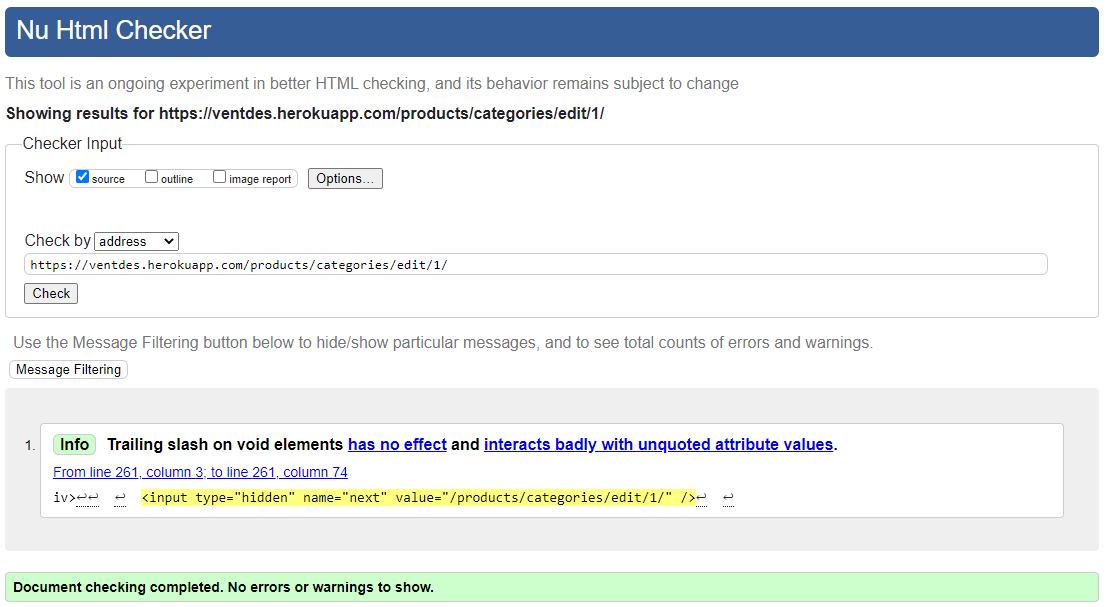 Nu Html Checker
This tool is an ongoing experiment in better HTML checking, and its behavior remains subject to change
Showing results for https://ventdes.herokuapp.com/products/categories/edit/1/
Checker Input
Show source outline image report Options...
Check by address
https://ventdes.herokuapp.com/products/categories/edit/1/
Check
Use the Message Filtering button below to hide/show particular messages, and to see total counts of errors and warnings.
Message Filtering
1. Info Trailing slash on void elements has no effect and interacts badly with unquoted attribute values.
From line 261, column 3; to line 261, column 74
iv>↩↩ ↩ <input type="hidden" name="next" value="/products/categories/edit/1/" />↩ ↩
Document checking completed. No errors or warnings to show.